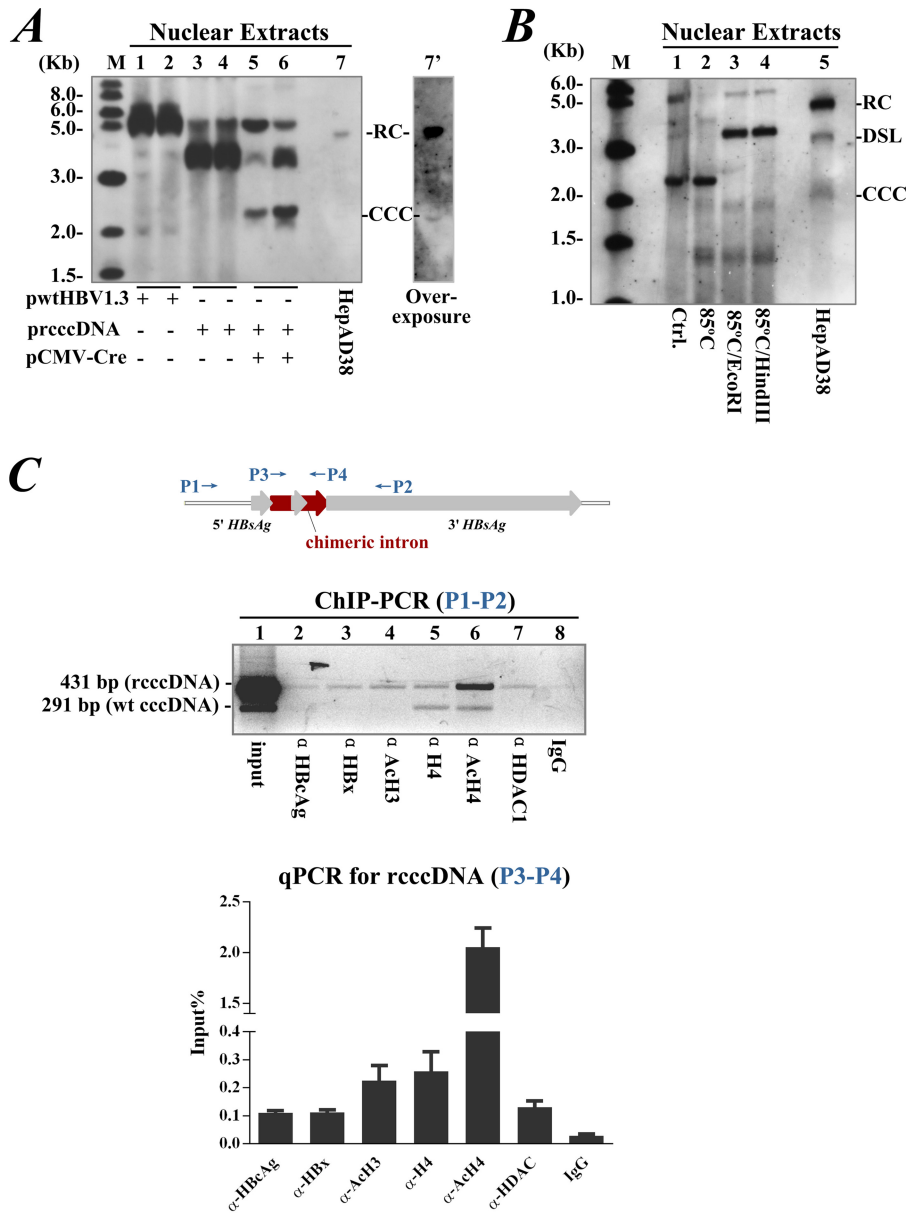 A
Nuclear Extracts
(Kb) M 1 2 3 4 5 6 7 7’
8.0-
6.0-
5.0-
3.0-
2.0-
1.5-
-RC-
-CCC-
pwtHBV1.3 + + - - - -
prcccDNA - - + + + +
pCMV-Cre - - - - + +
HepAD38
Over-
exposure
B
Nuclear Extracts
M 1 2 3 4 5
6.0-
5.0-
3.0-
2.0-
1.5-
1.0-
-RC
-DSL
-CCC
Ctrl.
85ºC
85ºC/EcoRI
85ºC/HindIII
HepAD38
C
P1→ P3→ ←P4 ←P2
5' HBsAg 3' HBsAg
chimeric intron
ChIP-PCR (P1-P2)
1 2 3 4 5 6 7 8
431 bp (rcccDNA) -
291 bp (wt cccDNA) -
input
α HBcAg
α HBx
α AcH3
α H4
α AcH4
α HDAC1
IgG
qPCR for rcccDNA (P3-P4)
Input%
2.5
2.0
1.5
0.4
0.3
0.2
0.1
0.0
α-HBcAg
α-HBx
α-AcH3
α-H4
α-AcH4
α-HDAC
IgG